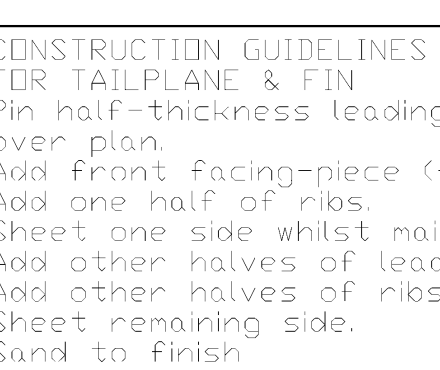 CONSTRUCTION GUIDELINES
FOR TAILPLANE & FIN
Pin half-thickness leading
over plan.
Add front facing-piece (
Add one half of ribs.
Sheet one side whilst mai
Add other halves of lead
Add other halves of ribs
Sheet remaining side.
Sand to finish